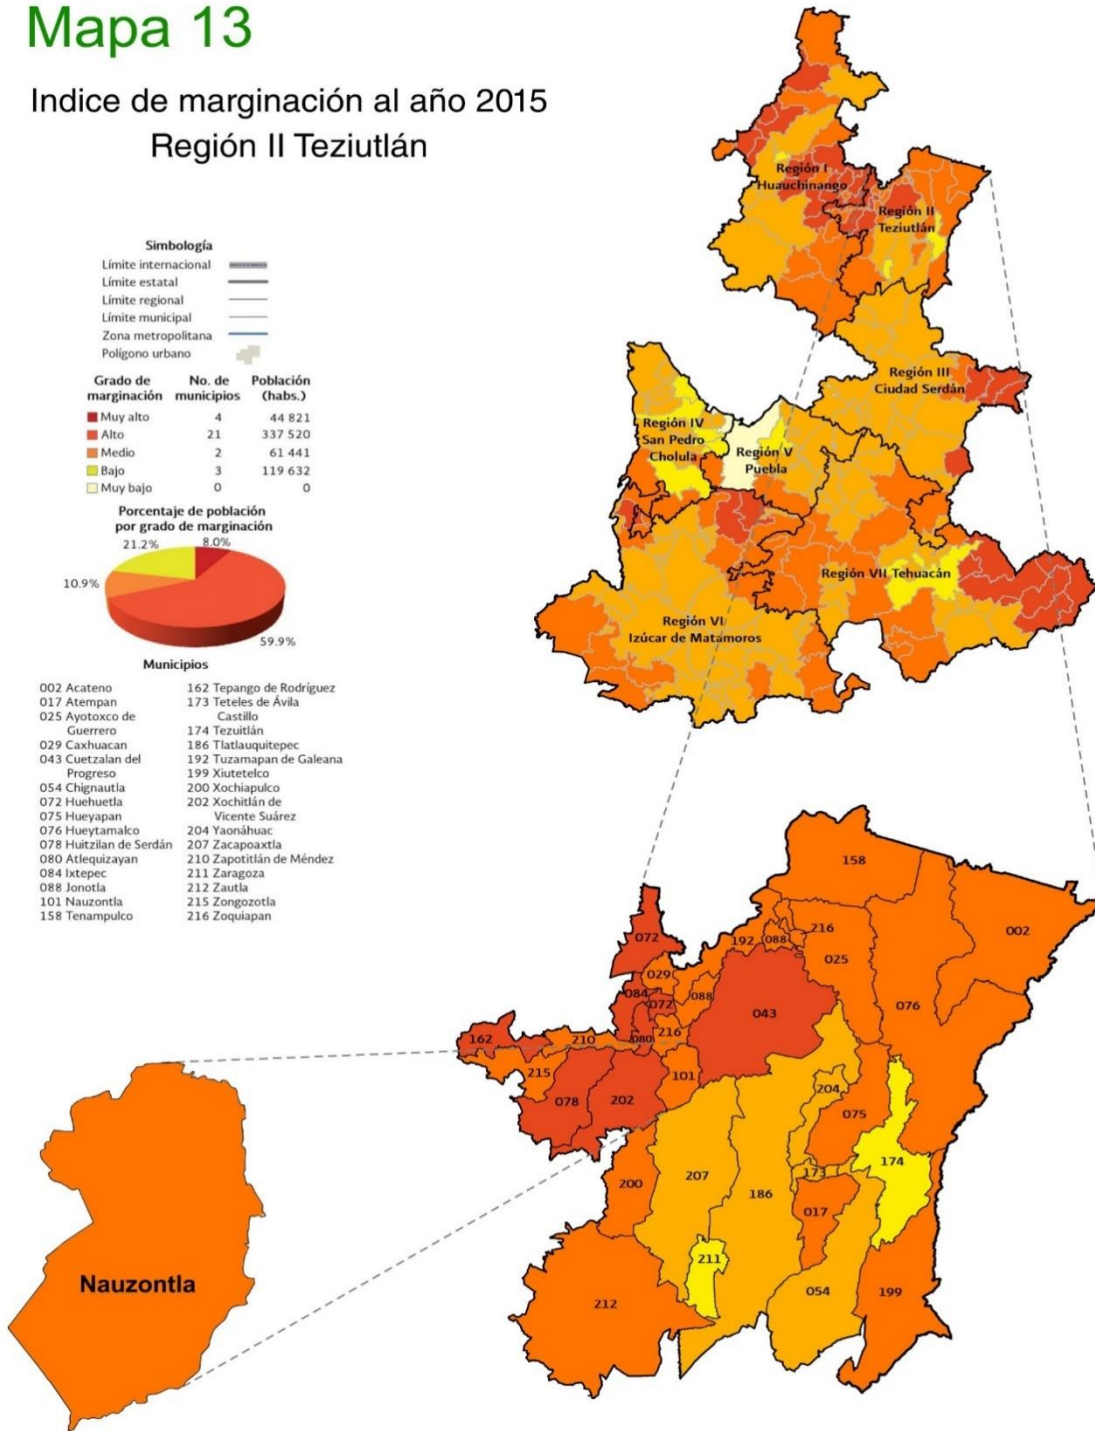 Mapa 13
Indice de marginación al año 2015
Región II Teziutlán
Simbología
Límite internacional
Límite estatal
Límite regional
Límite municipal
Zona metropolitana
Polígono urbano
Grado de marginación No. de municipios Población (habs.)
Muy alto 4 44 821
Alto 21 337 520
Medio 2 61 441
Bajo 3 119 632
Muy bajo 0 0
Porcentaje de población
por grado de marginación
21.2%
8.0%
10.9%
59.9%
Municipios
002 Acateno
017 Atempan
025 Ayotoxco de
Guerrero
029 Caxhuacan
043 Cuetzalan del
Progreso
054 Chignautla
072 Huehuetla
075 Hueyapan
076 Hueytamalco
078 Huitzilan de Serdán
080 Atlequizayan
084 Ixtepec
088 Jonotla
101 Nauzontla
158 Tenampulco
162 Tepango de Rodríguez
173 Teteles de Ávila
Castillo
174 Tezuitlán
186 Tlatlauquitepec
192 Tuzamapan de Galeana
199 Xiutetelco
200 Xochiapulco
202 Xochitlán de
Vicente Suárez
204 Yaonáhuac
207 Zacapoaxtla
210 Zapotitlán de Méndez
211 Zaragoza
212 Zautla
215 Zongozotla
216 Zoquiapan
Región I
Huauchinango
Región II
Teziutlán
Región III
Ciudad Serdán
Región IV
San Pedro
Cholula
Región V
Puebla
Región VII Tehuacán
Región VI
Izúcar de Matamoros
158
002
072
192
088
216
025
029
084
072
088
076
043
162
210
080
216
215
101
078
202
204
075
174
173
207
200
186
017
211
054
199
212
Nauzontla